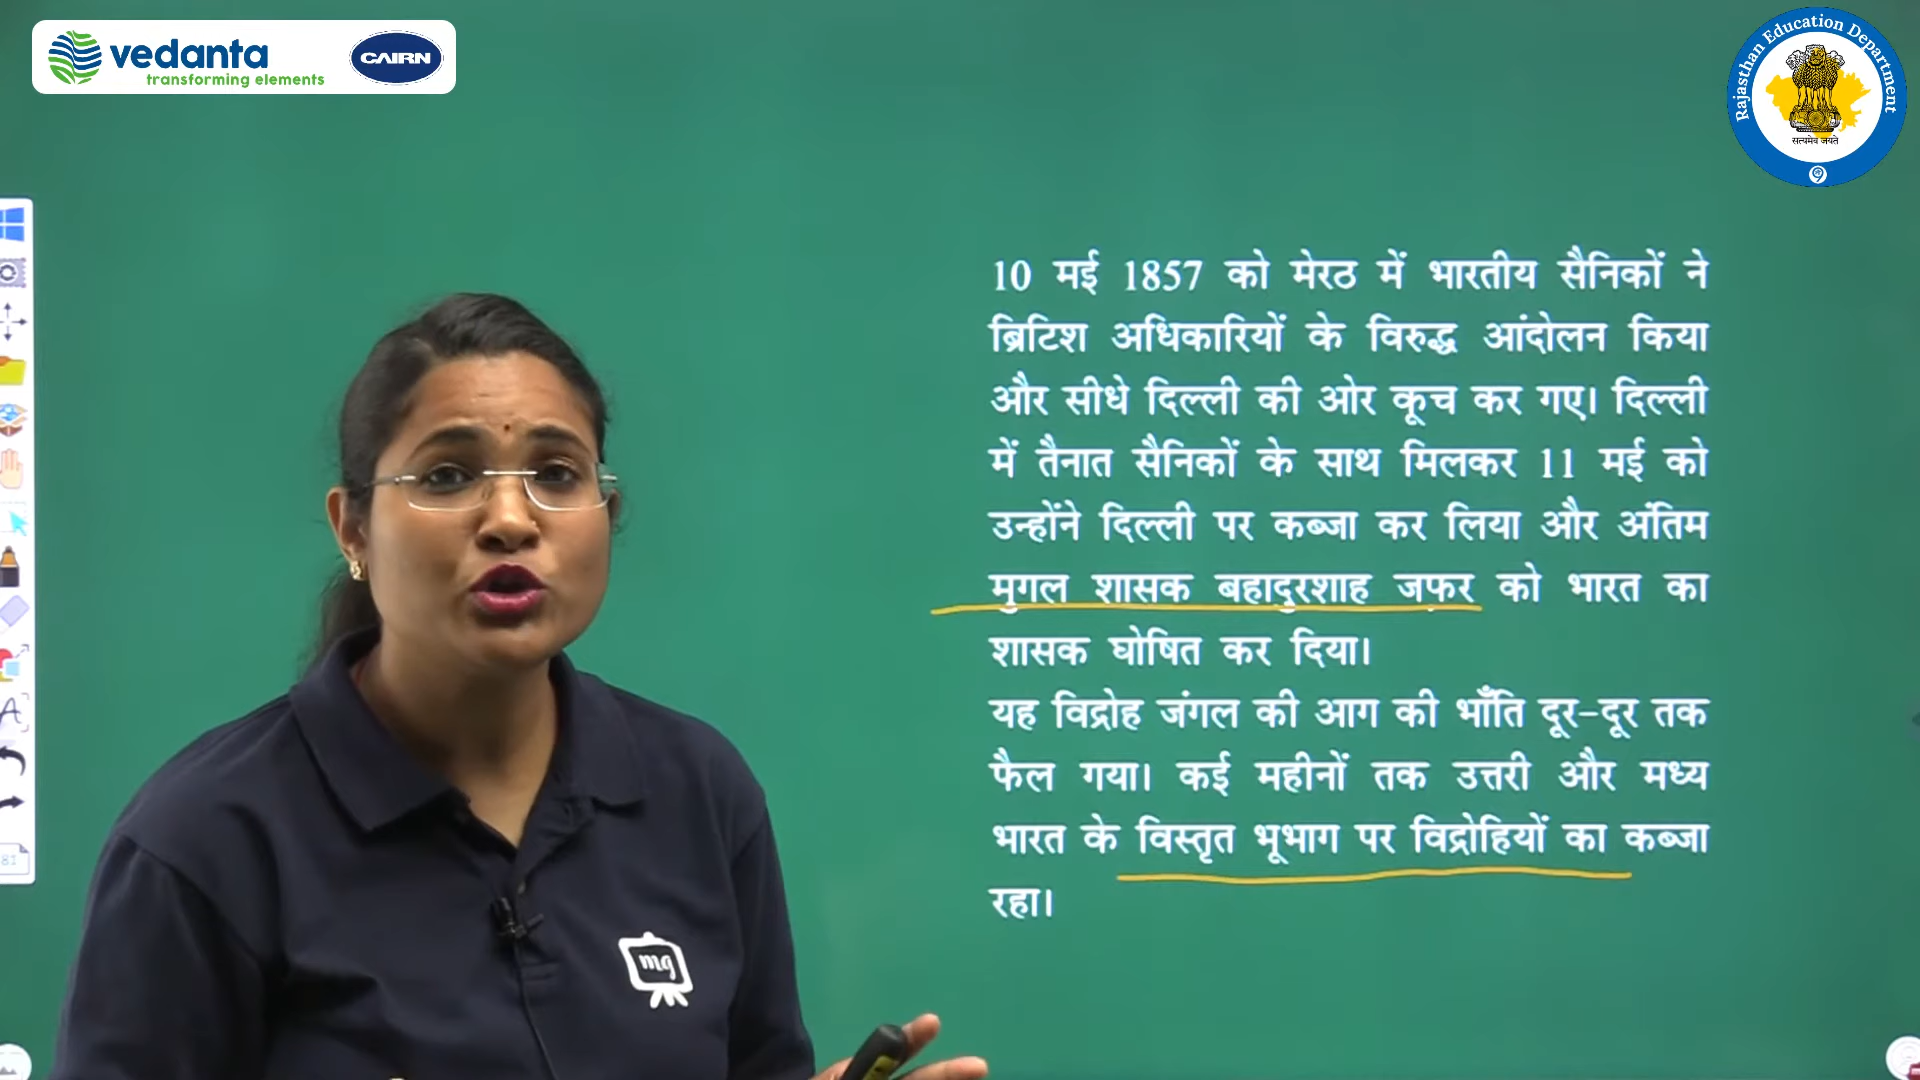 vedanta
transforming elements
CAIRN
Rajasthan Education Department
सत्यमेव जयते
10 मई 1857 को मेरठ में भारतीय सैनिकों ने
ब्रिटिश अधिकारियों के विरुद्ध आंदोलन किया
और सीधे दिल्ली की ओर कूच कर गए। दिल्ली
में तैनात सैनिकों के साथ मिलकर 11 मई को
उन्होंने दिल्ली पर कब्जा कर लिया और अंतिम
मुगल शासक बहादुरशाह जफर को भारत का
शासक घोषित कर दिया।
यह विद्रोह जंगल की आग की भाँति दूर-दूर तक
फैल गया। कई महीनों तक उत्तरी और मध्य
भारत के विस्तृत भूभाग पर विद्रोहियों का कब्जा
रहा।
A
81
mg